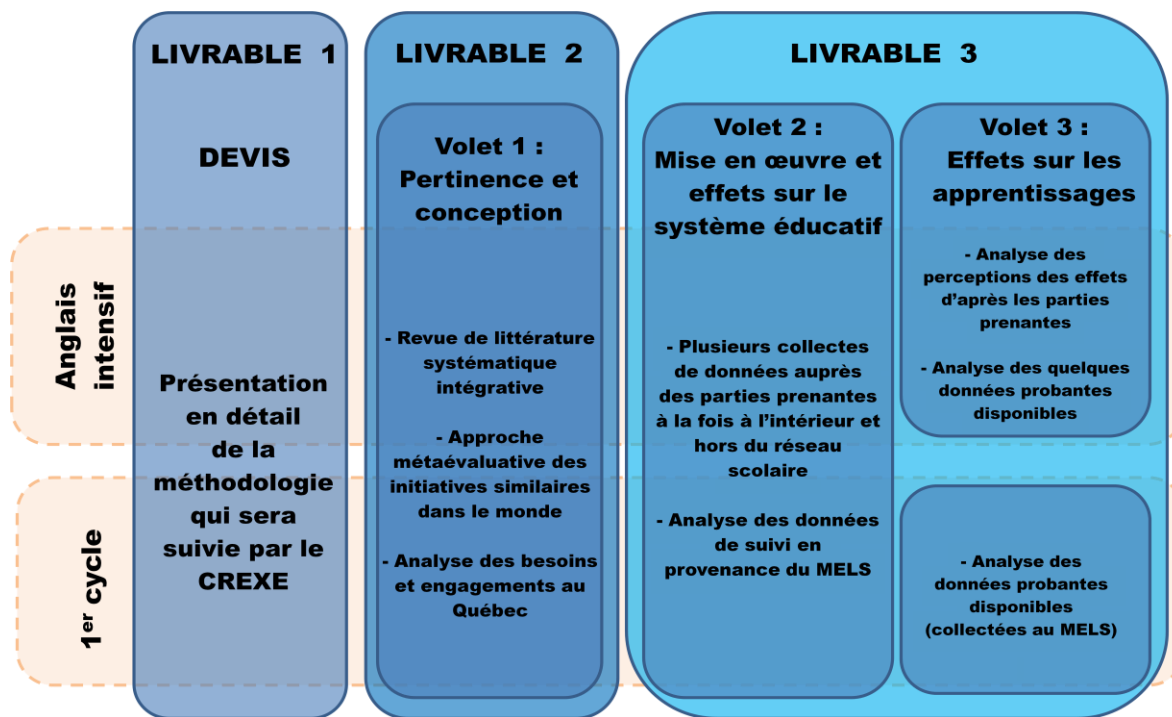 LIVRABLE 1
DEVIS
Présentation
en détail
de la
méthodologie
qui sera
suivie par le
CREXE
LIVRABLE 2
Volet 1 :
Pertinence et
conception
- Revue de littérature
systématique
intégrative
- Approche
métaévaluative des
initiatives similaires
dans le monde
- Analyse des besoins
et engagements au
Québec
LIVRABLE 3
Volet 2 :
Mise en œuvre et
effets sur le
système éducatif
- Plusieurs collectes
de données auprès
des parties prenantes
à la fois à l’intérieur et
hors du réseau
scolaire
- Analyse des données
de suivi en
provenance du MELS
Volet 3 :
Effets sur les
apprentissages
- Analyse des
perceptions des effets
d’après les parties
prenantes
- Analyse des quelques
données probantes
disponibles
- Analyse des
données probantes
disponibles
(collectées au MELS)
Anglais
intensif
1er cycle